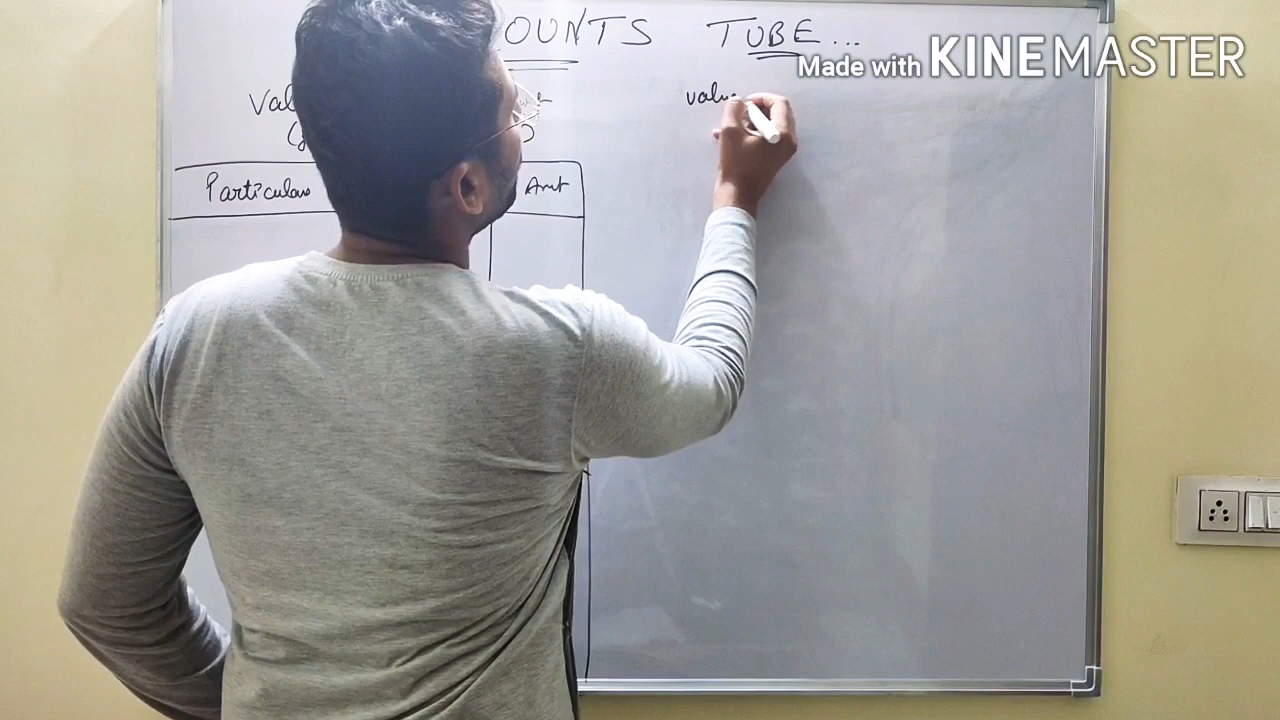 OUNTS TUBE...
Made with KINEMASTER
Val
valu
Particulars Amt